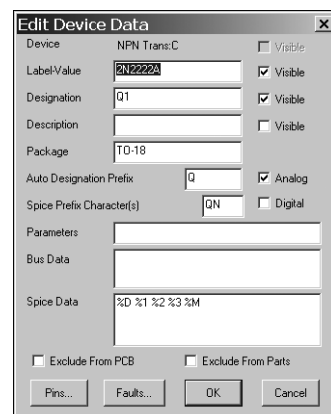 Edit Device Data
Device NPN Trans:C Visible
Label-Value 2N2222A Visible
Designation Q1 Visible
Description Visible
Package TO-18
Auto Designation Prefix Q Analog
Spice Prefix Character(s) QN Digital
Parameters
Bus Data
Spice Data %D %1 %2 %3 %M
Exclude From PCB Exclude From Parts
Pins... Faults... OK Cancel